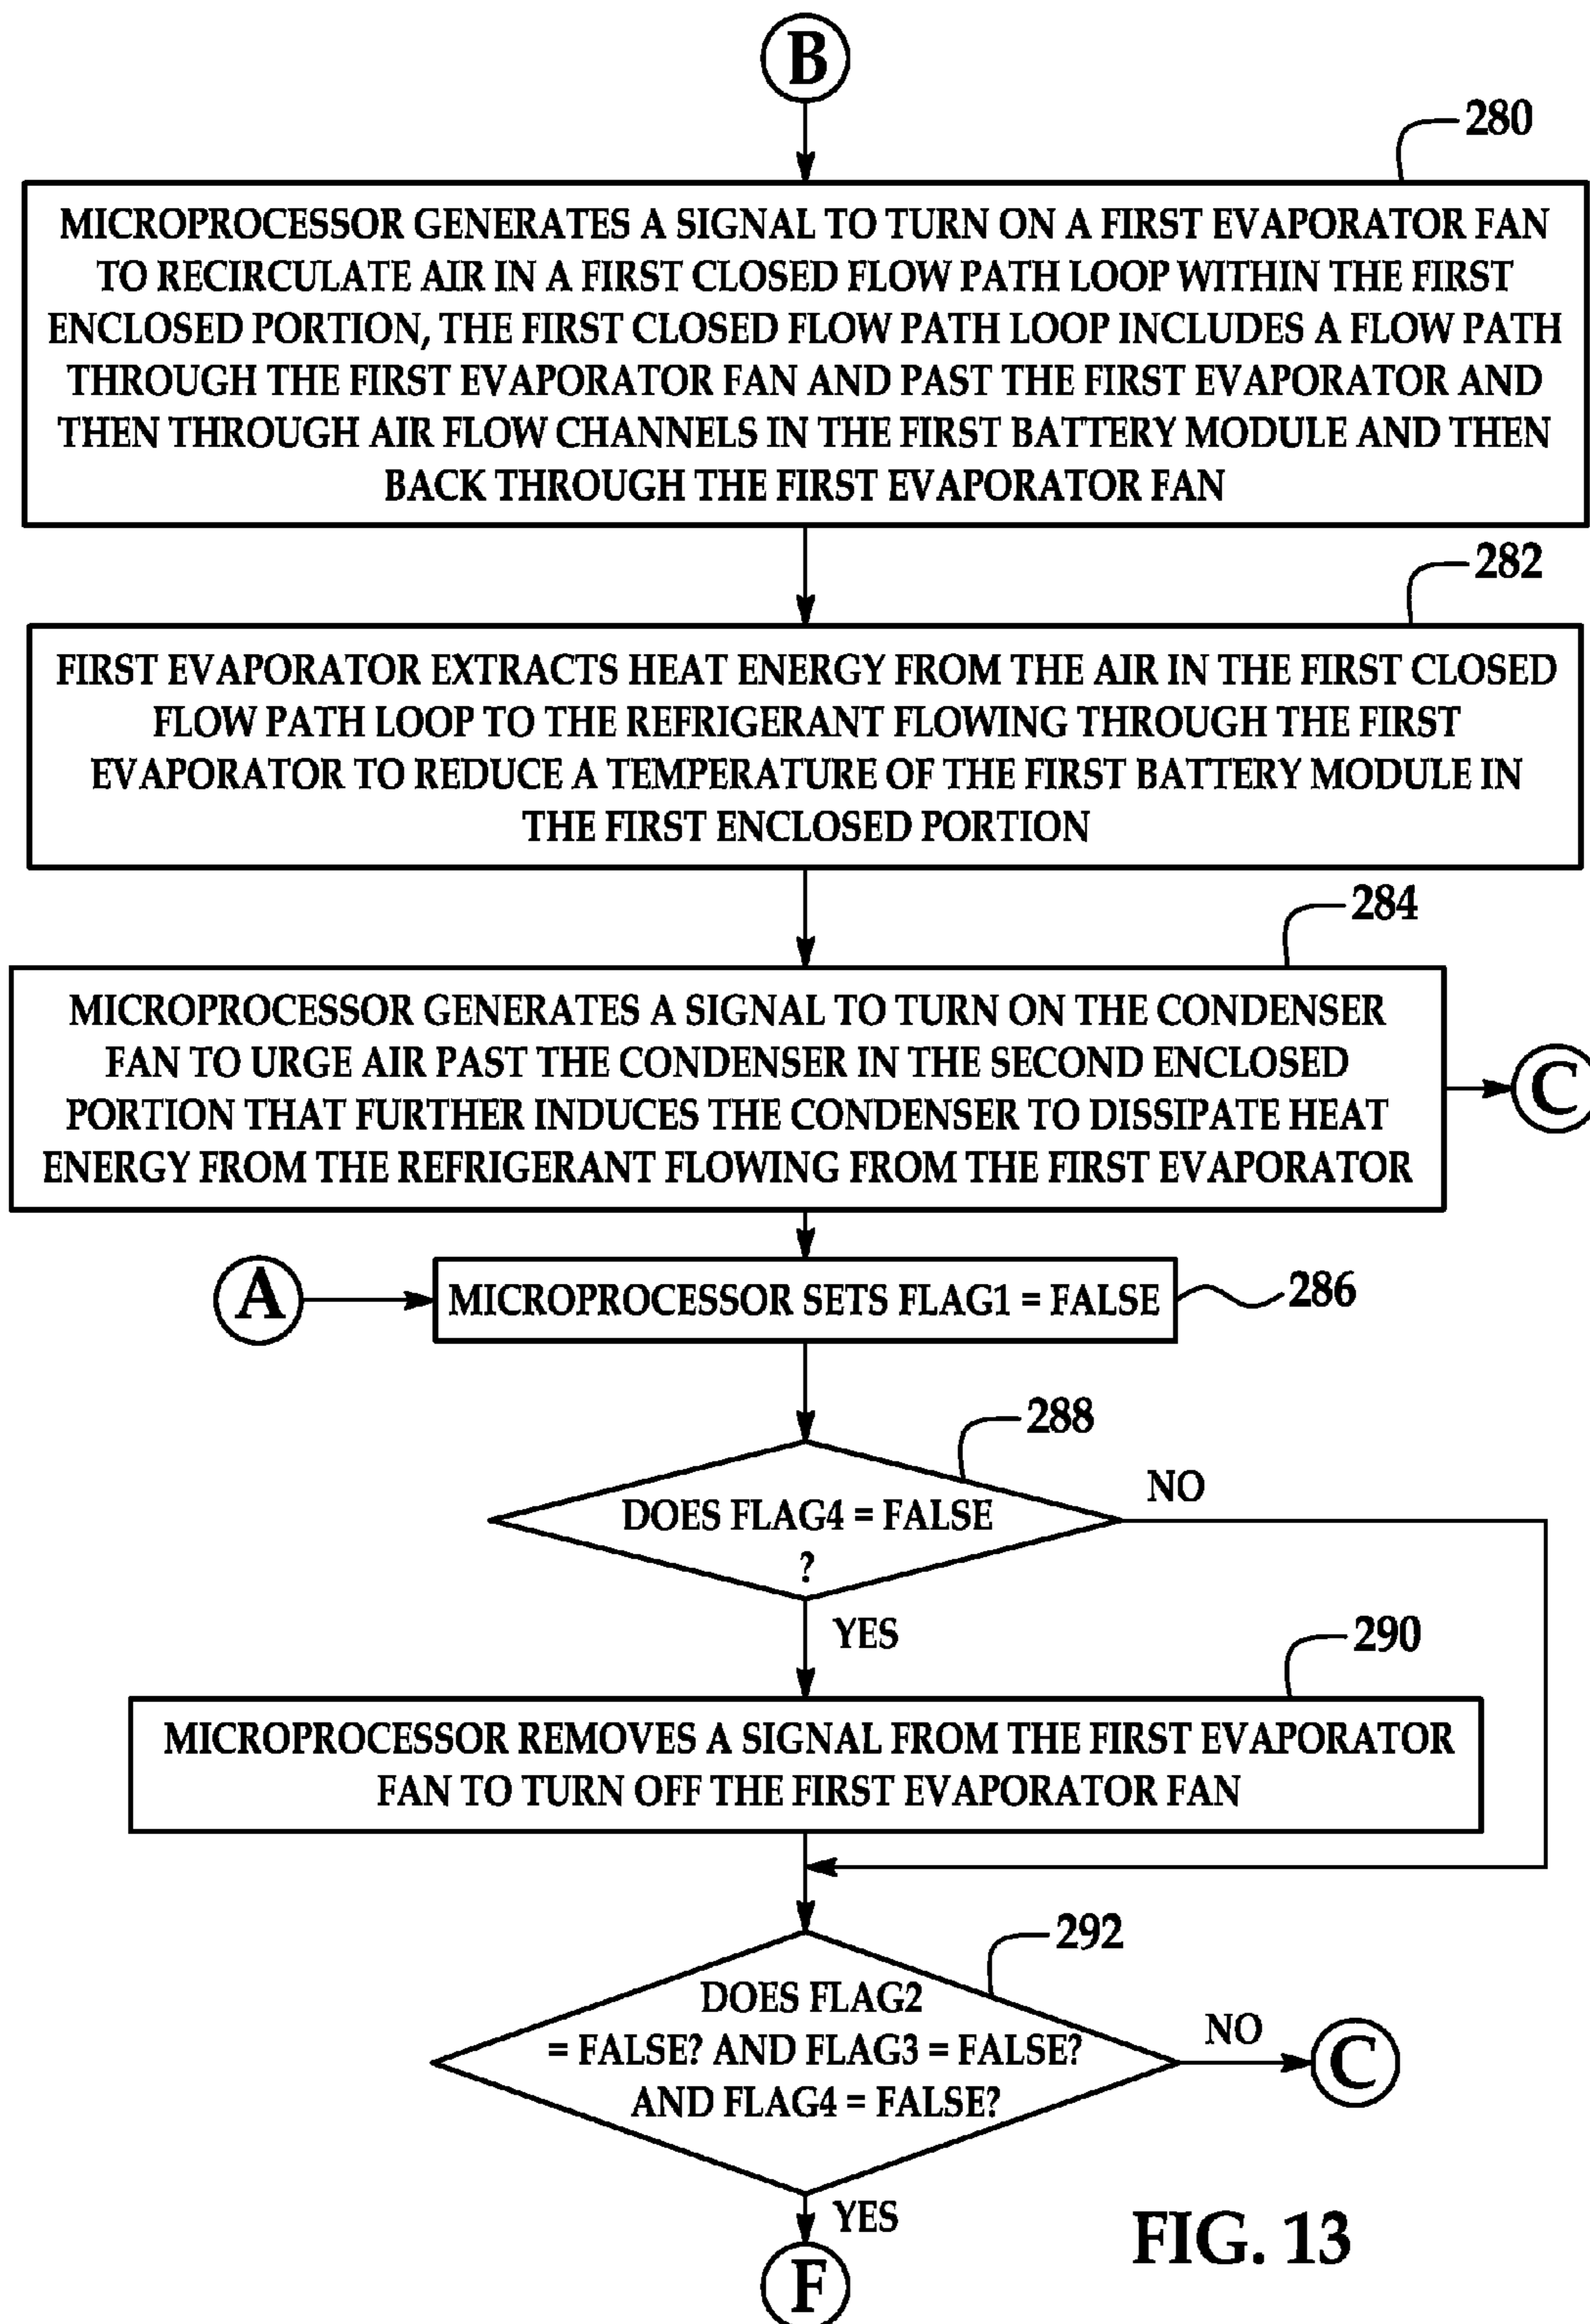 B
280
MICROPROCESSOR GENERATES A SIGNAL TO TURN ON A FIRST EVAPORATOR FAN
TO RECIRCULATE AIR IN A FIRST CLOSED FLOW PATH LOOP WITHIN THE FIRST
ENCLOSED PORTION, THE FIRST CLOSED FLOW PATH LOOP INCLUDES A FLOW PATH
THROUGH THE FIRST EVAPORATOR FAN AND PAST THE FIRST EVAPORATOR AND
THEN THROUGH AIR FLOW CHANNELS IN THE FIRST BATTERY MODULE AND THEN
BACK THROUGH THE FIRST EVAPORATOR FAN
282
FIRST EVAPORATOR EXTRACTS HEAT ENERGY FROM THE AIR IN THE FIRST CLOSED
FLOW PATH LOOP TO THE REFRIGERANT FLOWING THROUGH THE FIRST
EVAPORATOR TO REDUCE A TEMPERATURE OF THE FIRST BATTERY MODULE IN
THE FIRST ENCLOSED PORTION
284
MICROPROCESSOR GENERATES A SIGNAL TO TURN ON THE CONDENSER
FAN TO URGE AIR PAST THE CONDENSER IN THE SECOND ENCLOSED
PORTION THAT FURTHER INDUCES THE CONDENSER TO DISSIPATE HEAT
ENERGY FROM THE REFRIGERANT FLOWING FROM THE FIRST EVAPORATOR
C
A
MICROPROCESSOR SETS FLAG1 = FALSE
286
288
DOES FLAG4 = FALSE
?
NO
YES
290
MICROPROCESSOR REMOVES A SIGNAL FROM THE FIRST EVAPORATOR
FAN TO TURN OFF THE FIRST EVAPORATOR FAN
292
DOES FLAG2
= FALSE? AND FLAG3 = FALSE?
AND FLAG4 = FALSE?
NO
C
YES
F
FIG. 13